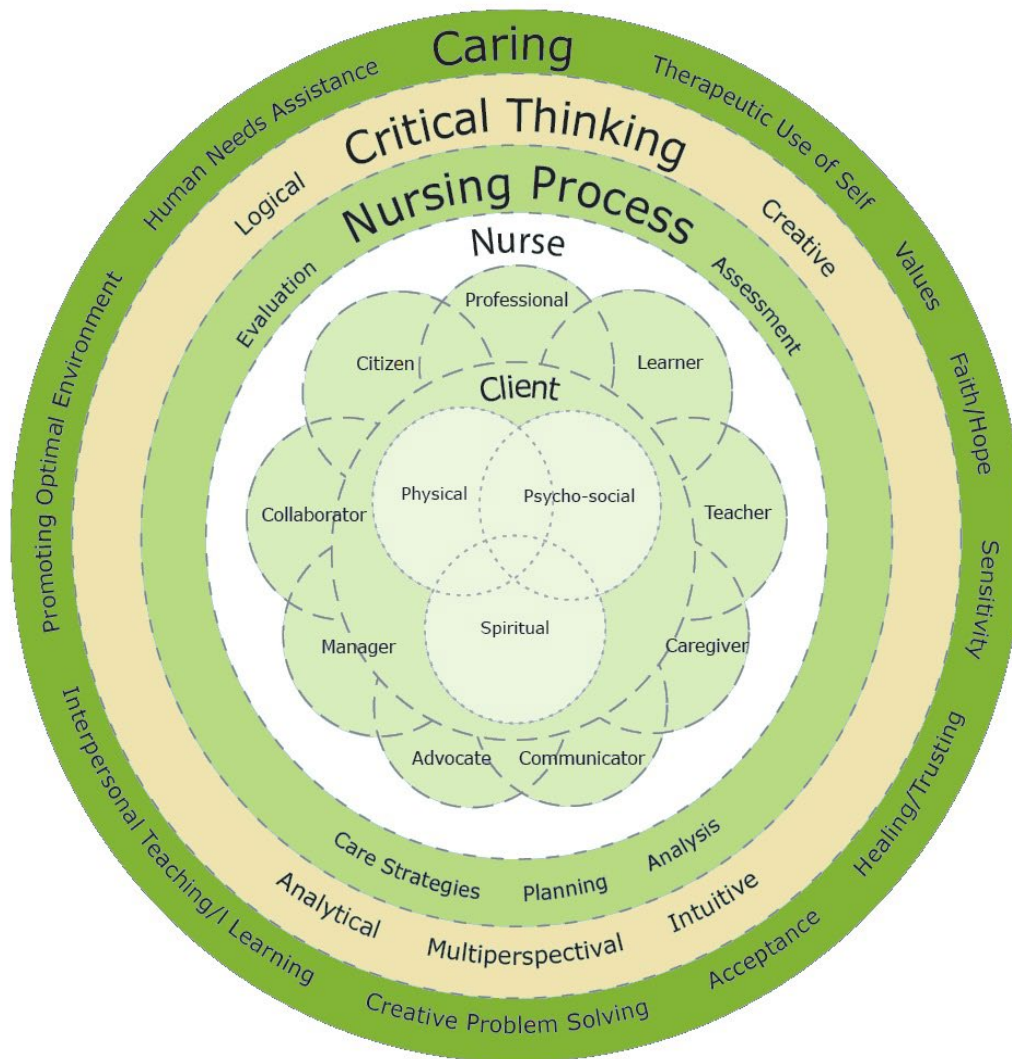 Caring
Therapeutic Use of Self
Values
Faith/Hope
Sensitivity
Healing/Trusting
Acceptance
Creative Problem Solving
Interpersonal Teaching/l Learning
Promoting Optimal Environment
Human Needs Assistance
Critical Thinking
Creative
Intuitive
Multiperspectival
Analytical
Logical
Nursing Process
Assessment
Analysis
Planning
Care Strategies
Evaluation
Nurse
Professional
Learner
Teacher
Caregiver
Communicator
Advocate
Manager
Collaborator
Citizen
Client
Physical
Psycho-social
Spiritual